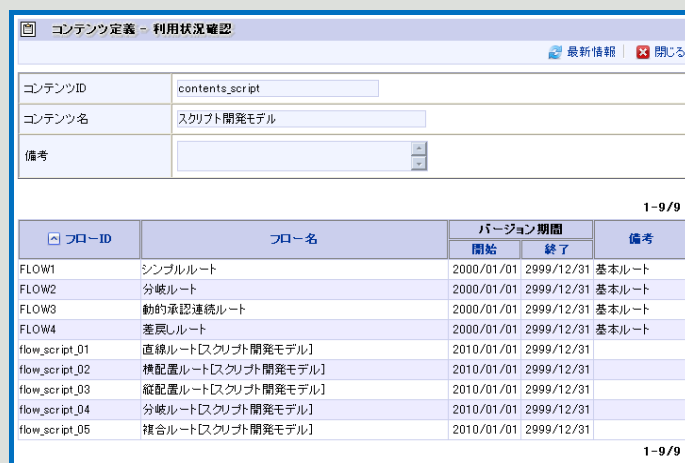 コンテンツ定義 - 利用状況確認
最新情報 閉じる
コンテンツID contents_script
コンテンツ名 スクリプト開発モデル
備考
1-9/9
フローID フロー名 バージョン期間 備考
開始 終了
FLOW1 シンプルルート 2000/01/01 2999/12/31 基本ルート
FLOW2 分岐ルート 2000/01/01 2999/12/31 基本ルート
FLOW3 動的承認連続ルート 2000/01/01 2999/12/31 基本ルート
FLOW4 差戻しルート 2000/01/01 2999/12/31 基本ルート
flow_script_01 直線ルート[スクリプト開発モデル] 2010/01/01 2999/12/31
flow_script_02 横配置ルート[スクリプト開発モデル] 2010/01/01 2999/12/31
flow_script_03 縦配置ルート[スクリプト開発モデル] 2010/01/01 2999/12/31
flow_script_04 分岐ルート[スクリプト開発モデル] 2010/01/01 2999/12/31
flow_script_05 複合ルート[スクリプト開発モデル] 2010/01/01 2999/12/31
1-9/9